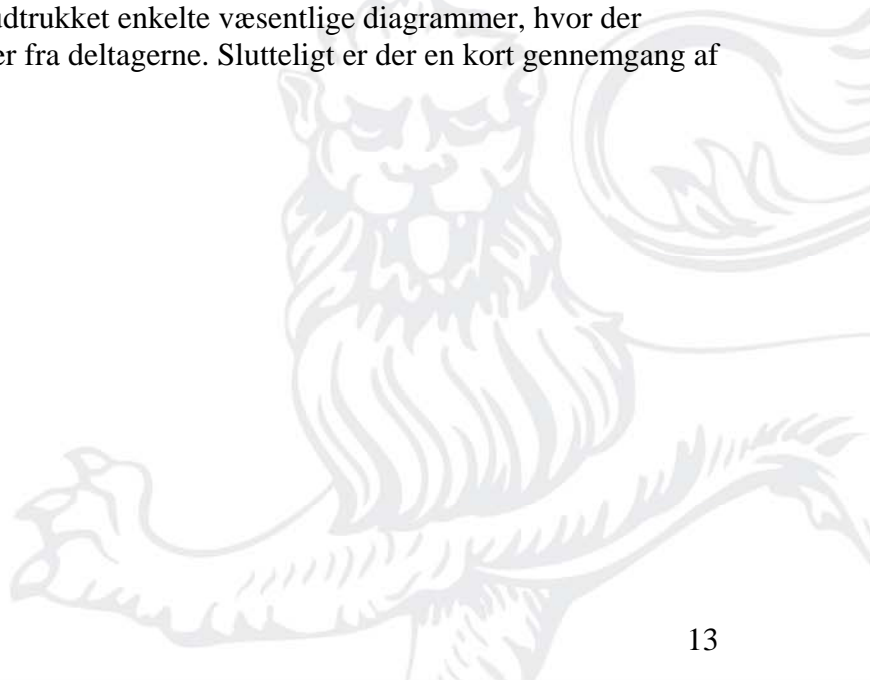 udtrukket enkelte væsentlige diagrammer, hvor der
er fra deltagerne. Slutteligt er der en kort gennemgang af
13